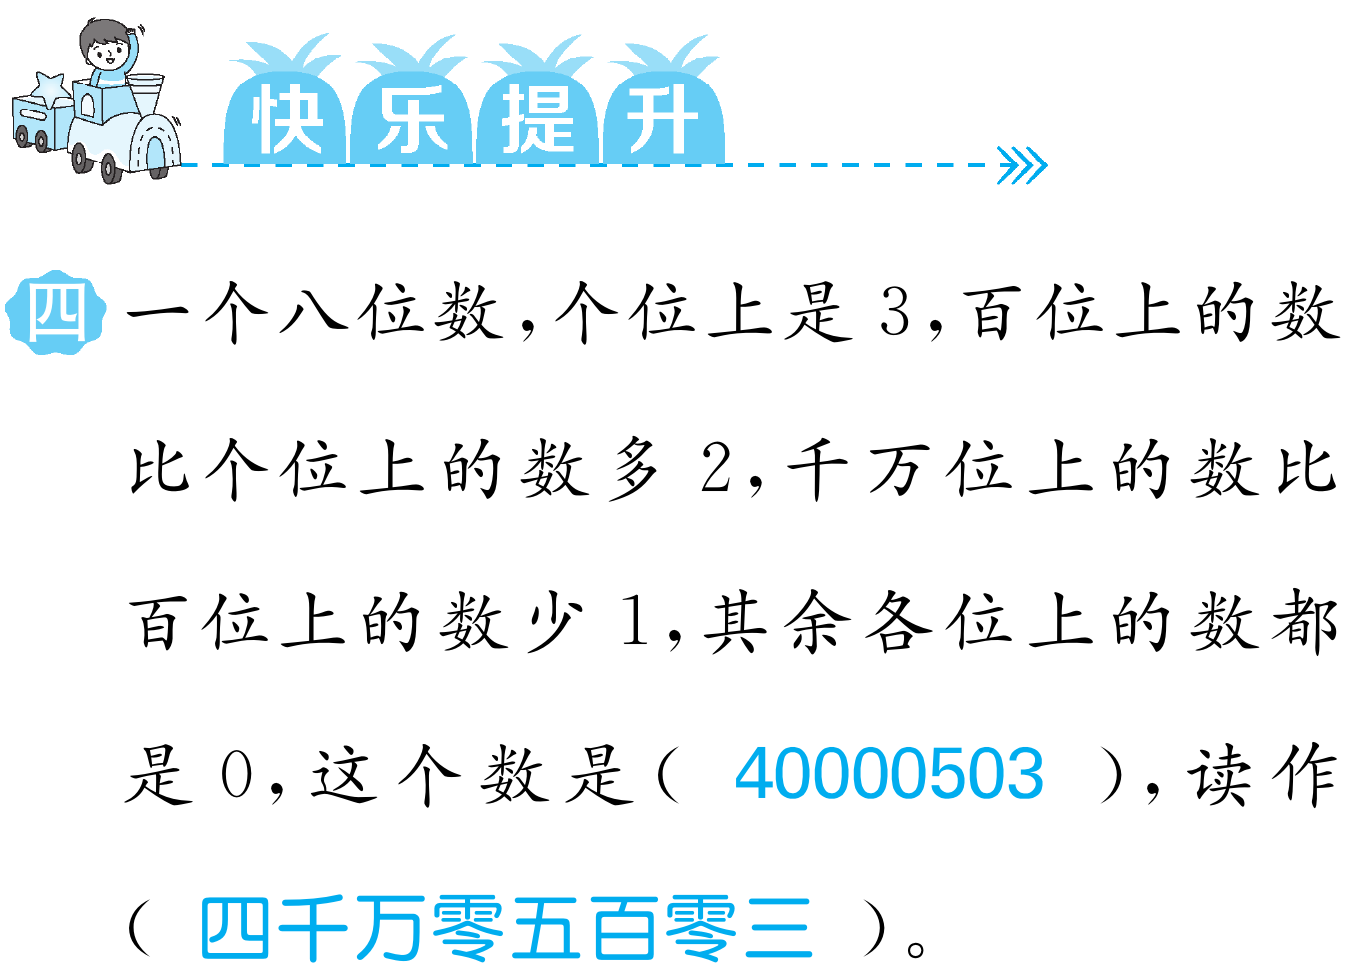 快乐提升
四 一个八位数,个位上是 3,百位上的数
比个位上的数多 2,千万位上的数比
百位上的数少 1,其余各位上的数都
是 0,这个数是( 40000503 ),读作
( 四千万零五百零三 )。